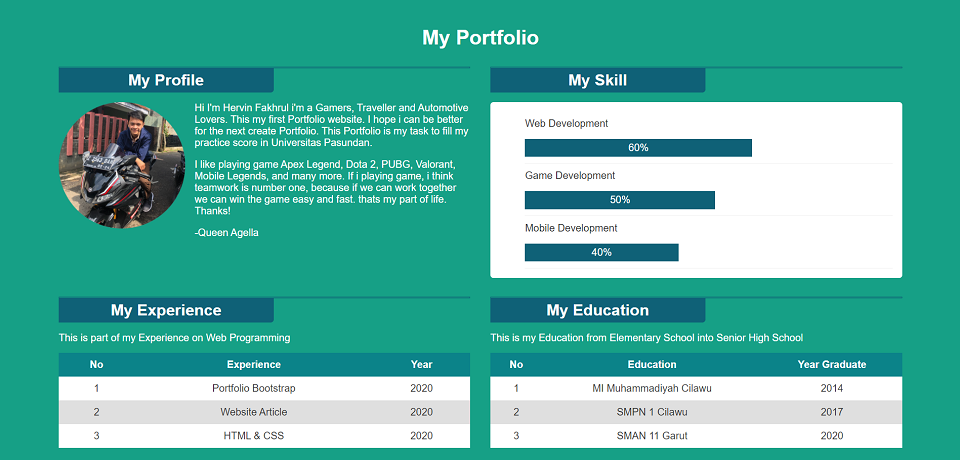 My Portfolio
My Profile
Hi I'm Hervin Fakhrul i'm a Gamers, Traveller and Automotive
Lovers. This my first Portfolio website. I hope i can be better
for the next create Portfolio. This Portfolio is my task to fill my
practice score in Universitas Pasundan.
I like playing game Apex Legend, Dota 2, PUBG, Valorant,
Mobile Legends, and many more. If i playing game, i think
teamwork is number one, because if we can work together
we can win the game easy and fast. thats my part of life.
Thanks!
-Queen Agella
My Skill
Web Development
60%
Game Development
50%
Mobile Development
40%
My Experience
This is part of my Experience on Web Programming
No Experience Year
1 Portfolio Bootstrap 2020
2 Website Article 2020
3 HTML & CSS 2020
My Education
This is my Education from Elementary School into Senior High School
No Education Year Graduate
1 MI Muhammadiyah Cilawu 2014
2 SMPN 1 Cilawu 2017
3 SMAN 11 Garut 2020